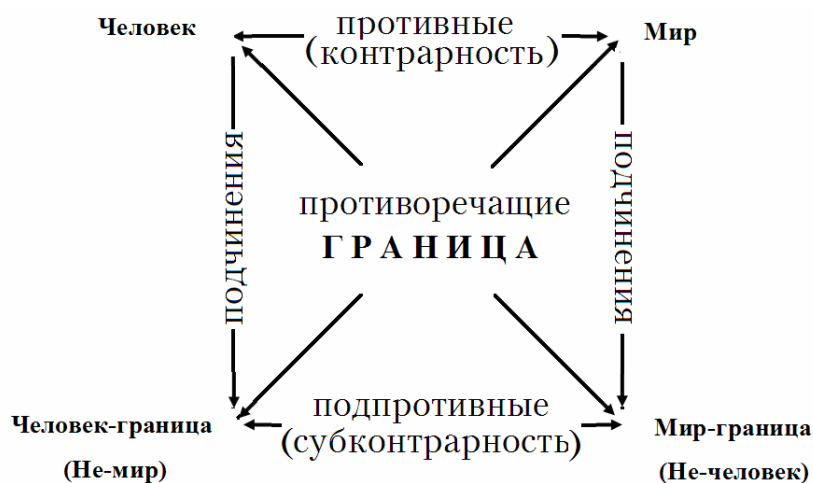 Человек
противные
(контрарность)
Мир
подчинения
подчинения
противоречащие
ГРАНИЦА
Человек-граница
(Не-мир)
подпротивные
(субконтрарность)
Мир-граница
(Не-человек)